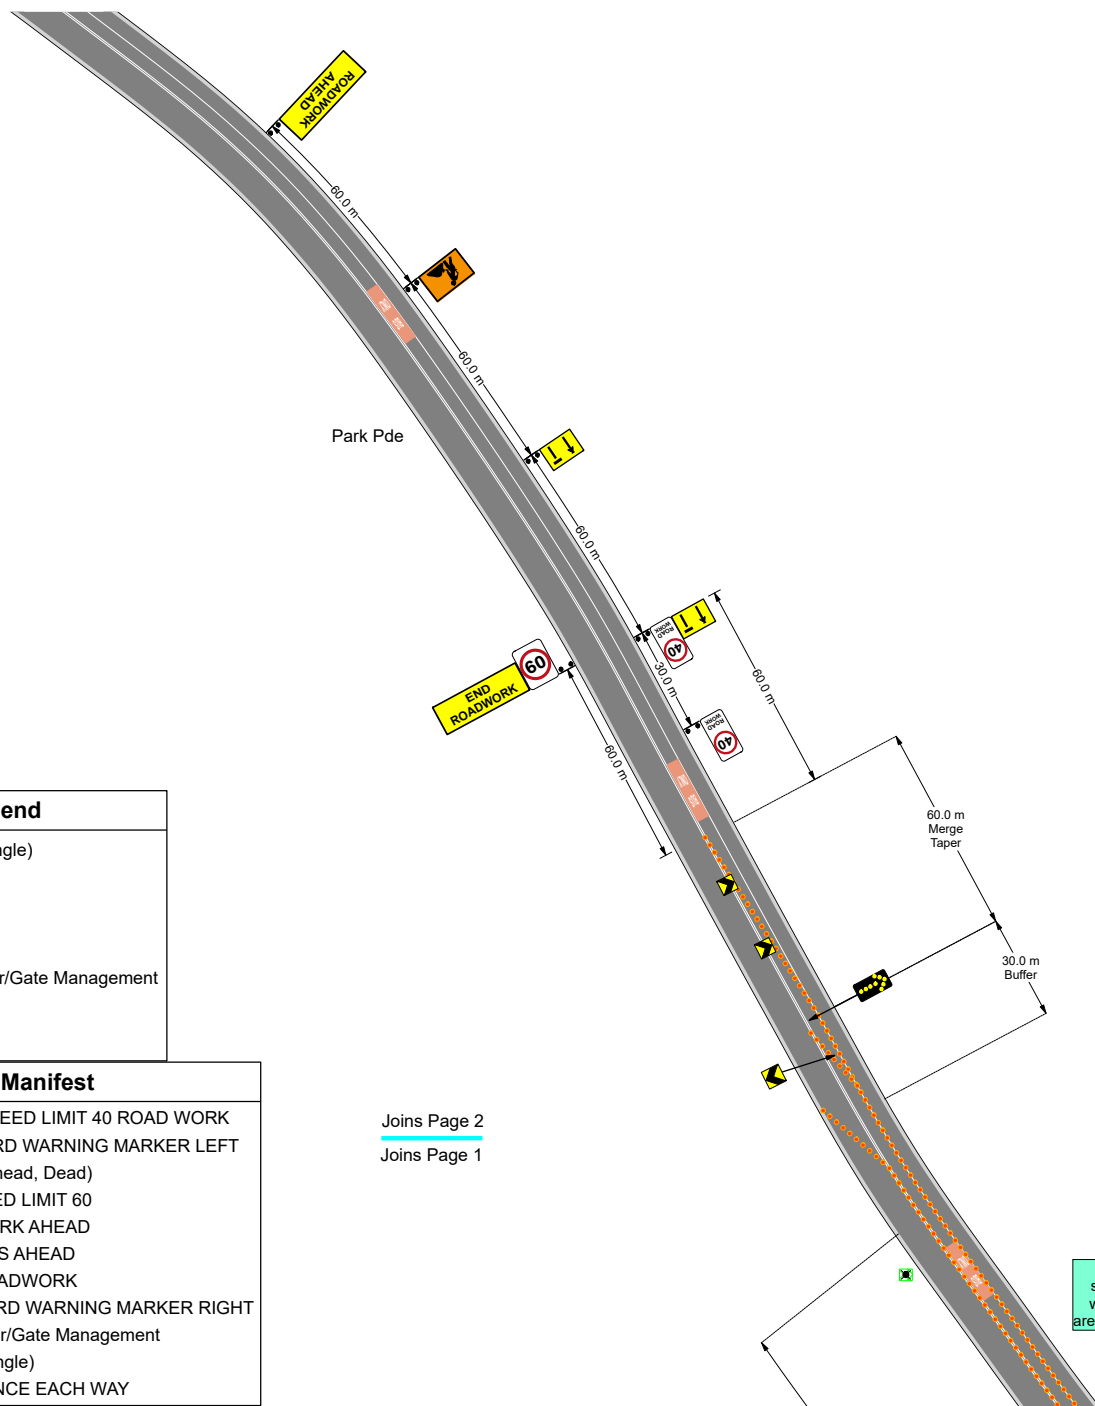 ROADWORK
AHEAD
60.0 m
60.0 m
Park Pde
60.0 m
ROAD
WORK
40
60
END
ROADWORK
30.0 m
60.0 m
ROAD
WORK
40
60.0 m
60.0 m
Merge
Taper
30.0 m
Buffer
end
ngle)
r/Gate Management
Manifest
EED LIMIT 40 ROAD WORK
RD WARNING MARKER LEFT
head, Dead)
ED LIMIT 60
RK AHEAD
S AHEAD
ADWORK
RD WARNING MARKER RIGHT
r/Gate Management
ngle)
NCE EACH WAY
Joins Page 2
Joins Page 1
s
w
are